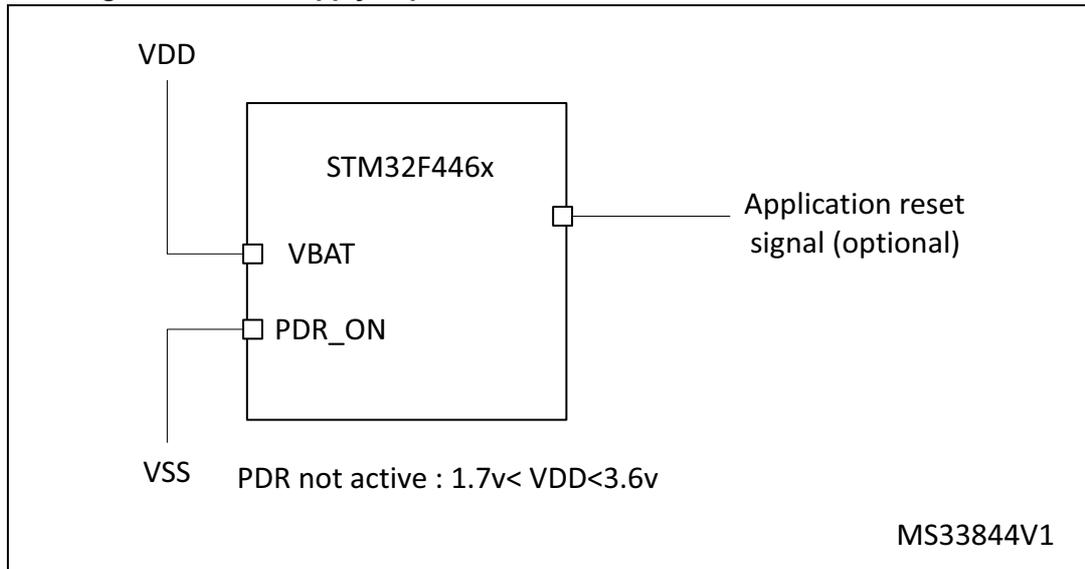 VDD
STM32F446x
Application reset
signal (optional)
VBAT
PDR_ON
VSS
PDR not active : 1.7v< VDD<3.6v
MS33844V1